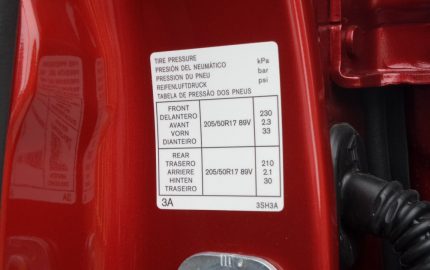 TIRE PRESSURE kPa
PRESIÓN DEL NEUMÁTICO bar
PRESSION DU PNEU psi
REIFENLUFTDRUCK
TABELA DE PRESSÃO DOS PNEUS
FRONT 230
DELANTERO 2.3
AVANT 205/50R17 89V 33
VORN
DIANTEIRO
REAR 210
TRASERO 2.1
ARRIERE 205/50R17 89V 30
HINTEN
TRASEIRO
3A 3SH3A